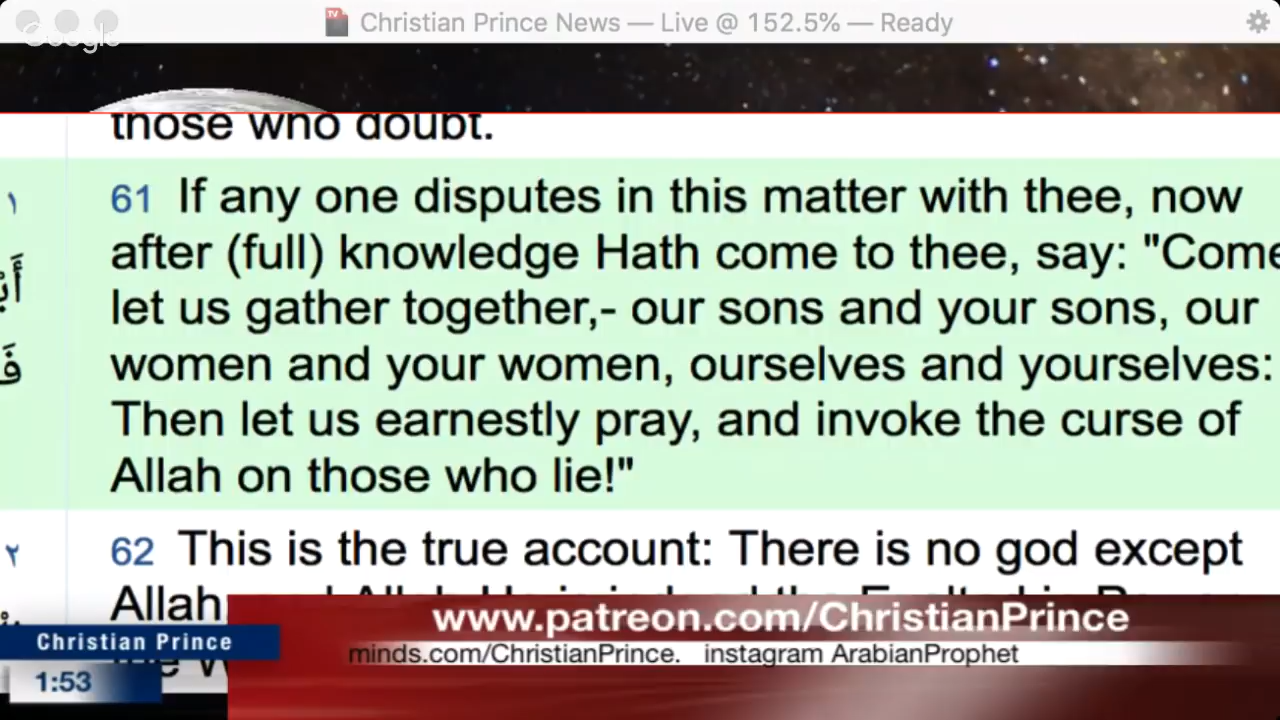 Christian Prince News — Live @ 152.5% — Ready
Google
those who doubt.
61 If any one disputes in this matter with thee, now
after (full) knowledge Hath come to thee, say: "Come
let us gather together,- our sons and your sons, our
women and your women, ourselves and yourselves:
Then let us earnestly pray, and invoke the curse of
Allah on those who lie!"
62 This is the true account: There is no god except
Allah
www.patreon.com/ChristianPrince
Christian Prince
minds.com/ChristianPrince. instagram ArabianProphet
1:53